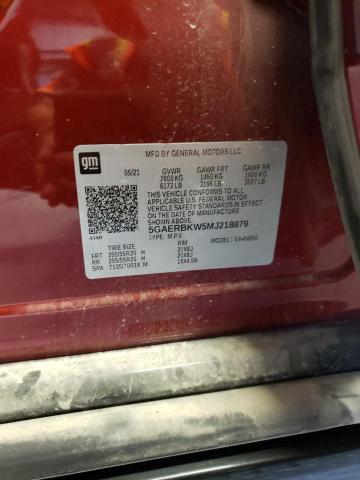 gm
MFD BY GENERAL MOTORS LLC
05/21 GVWR GAWR FRT GAWR RR
2800 KG 1450 KG 1600 KG
6173 LB 3196 LB 3527 LB
THIS VEHICLE CONFORMS TO ALL
APPLICABLE U.S. FEDERAL MOTOR
VEHICLE SAFETY STANDARDS IN EFFECT
ON THE DATE OF MANUFACTURE
SHOWN ABOVE.
5GAERBKW5MJ218879
TYPE: M.P.V.
TIRE SIZE RIM
FRT 255/55R20 H 20X8J
RR 255/55R20 H 20X8J
SPA T135/70R18 M 18X4.5B